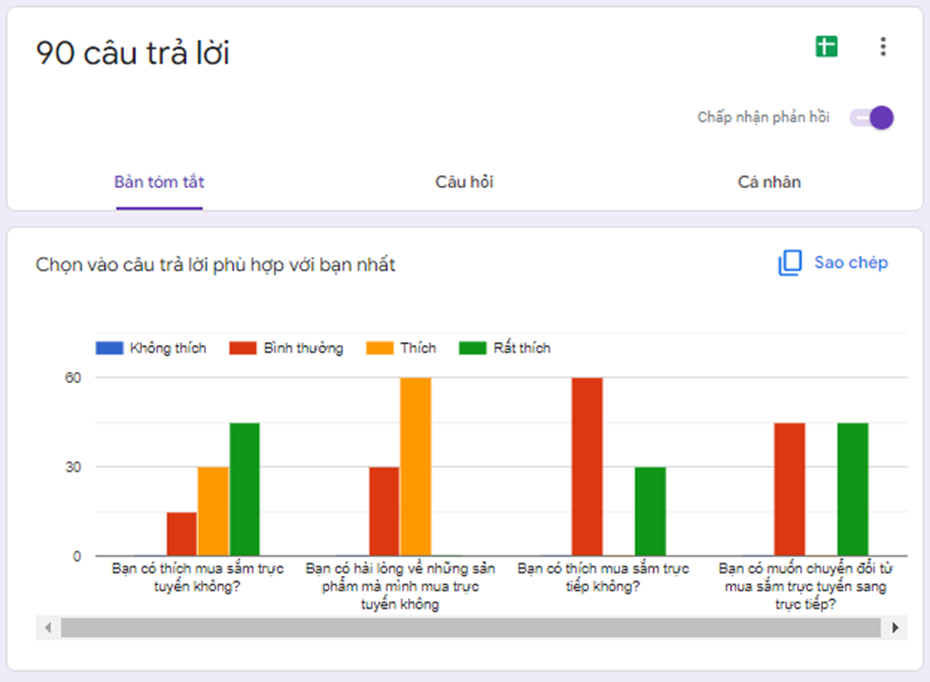 90 câu trả lời
Chấp nhận phản hồi
Bản tóm tắt
Câu hỏi
Cá nhân
Chọn vào câu trả lời phù hợp với bạn nhất
Sao chép
Không thích
Bình thường
Thích
Rất thích
60
30
0
Bạn có thích mua sắm trực
tuyến không?
Bạn có hải lòng về những sản
phẩm mà mình mua trực
tuyến không
Bạn có thích mua sắm trực
tiếp không?
Bạn có muốn chuyển đổi từ
mua sắm trực tuyến sang
trực tiếp?